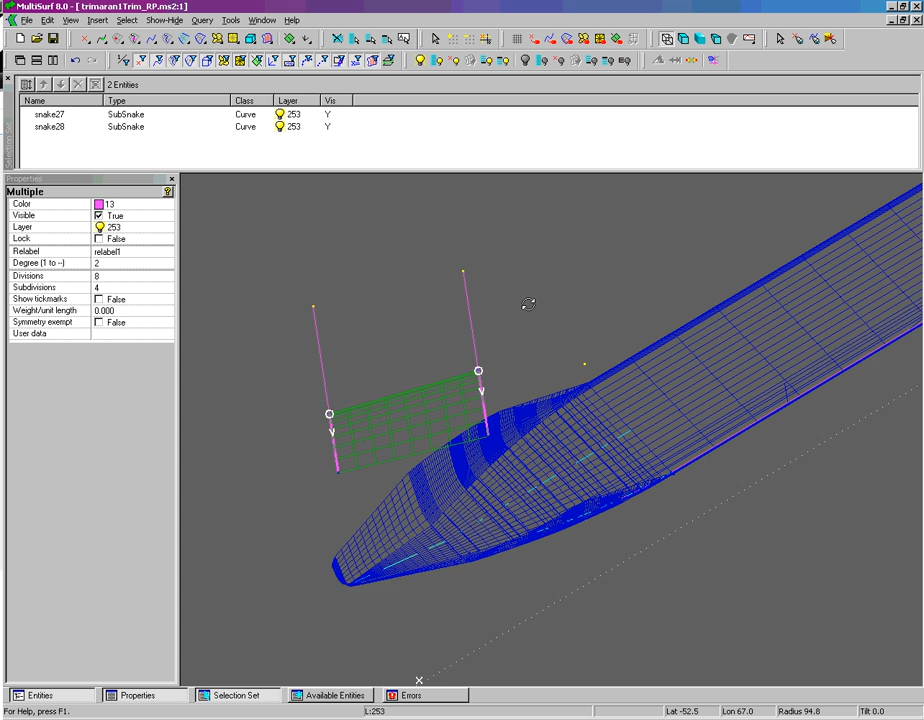 MultiSurf 8.0 - [ trimaran1Trim_RP.ms2:1]
File Edit View Insert Select Show-Hide Query Tools Window Help
2 Entities
Name Type Class Layer Vis
snake27 SubSnake Curve 253 Y
snake28 SubSnake Curve 253 Y
Selection Set
Properties
Multiple
Color 13
Visible True
Layer 253
Lock False
Relabel relabel1
Degree (1 to --) 2
Divisions 8
Subdivisions 4
Show tickmarks False
Weight/unit length 0.000
Symmetry exempt False
User data
Entities Properties Selection Set Available Entities Errors
For Help, press F1. L:253 Lat -52.5 Lon 67.0 Radius 94.8 Tilt 0.0